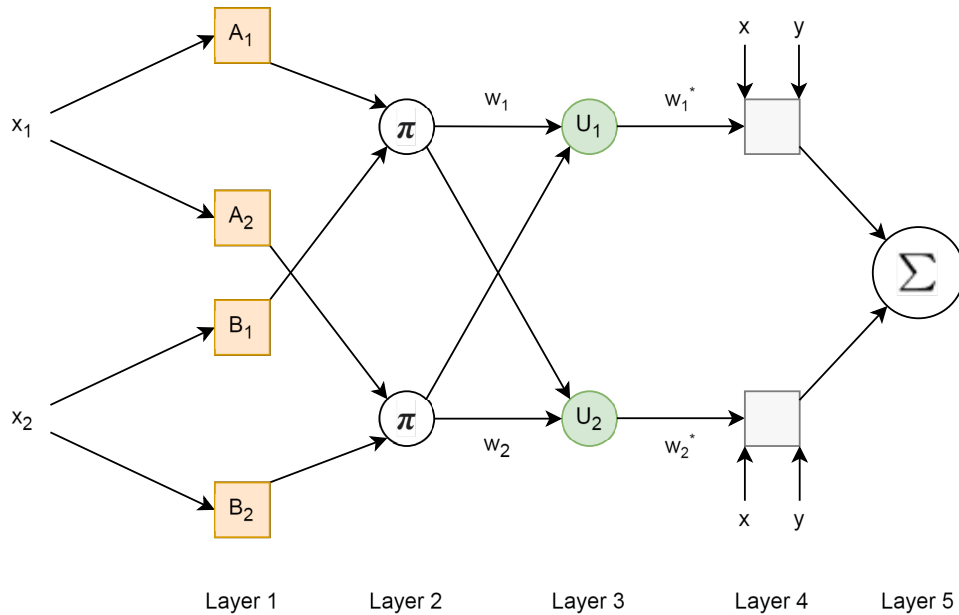 x y
A₁
w₁ w₁*
x₁ π U₁
A₂
Σ
B₁
x₂ π U₂
w₂ w₂*
B₂
x y
Layer 1 Layer 2 Layer 3 Layer 4 Layer 5